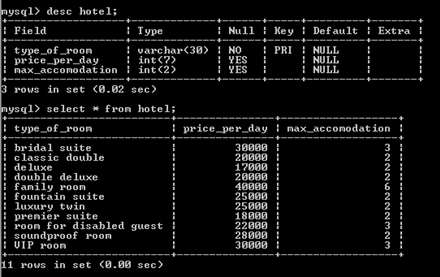 mysql> desc hotel;
| Field | Type | Null | Key | Default | Extra |
| type_of_room | varchar(30) | NO | PRI | NULL | |
| price_per_day | int(7) | YES | | NULL | |
| max_accomodation | int(2) | YES | | NULL | |
3 rows in set (0.02 sec)
mysql> select * from hotel;
| type_of_room | price_per_day | max_accomodation |
| bridal suite | 30000 | 3 |
| classic double | 20000 | 2 |
| deluxe | 17000 | 2 |
| double deluxe | 20000 | 2 |
| family room | 40000 | 6 |
| fountain suite | 25000 | 2 |
| luxury twin | 25000 | 2 |
| premier suite | 18000 | 2 |
| room for disabled guest | 22000 | 3 |
| soundproof room | 28000 | 2 |
| VIP room | 30000 | 3 |
11 rows in set (0.00 sec)